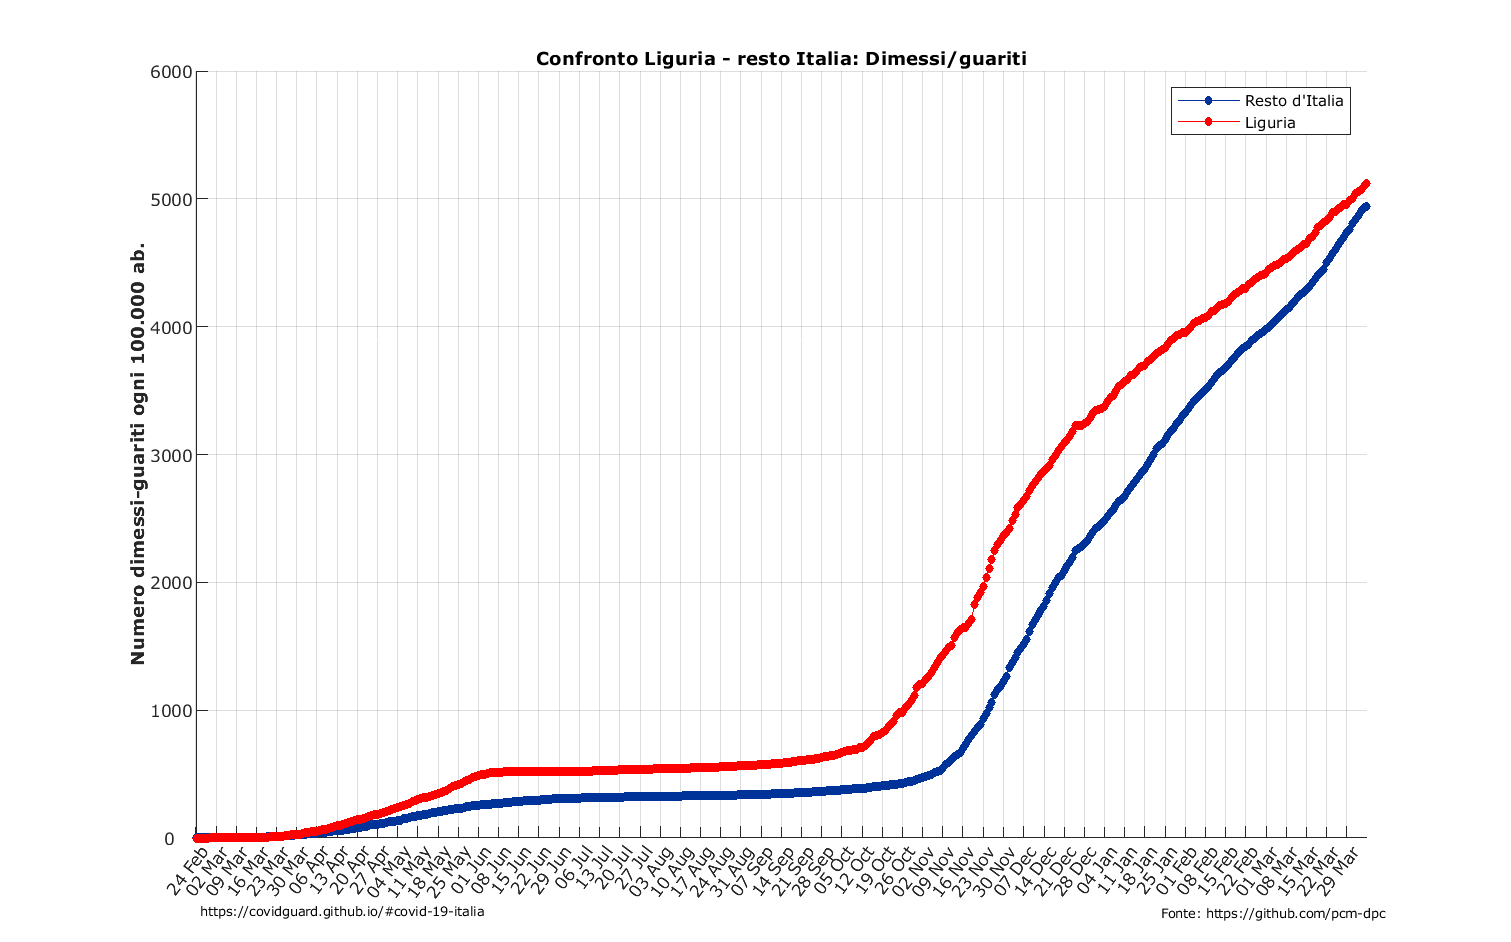 Confronto Liguria - resto Italia: Dimessi/guariti
Resto d'Italia
Liguria
Numero dimessi-guariti ogni 100.000 ab.
6000
5000
4000
3000
2000
1000
0
24 Feb
02 Mar
09 Mar
16 Mar
23 Mar
30 Mar
06 Apr
13 Apr
20 Apr
27 Apr
04 May
11 May
18 May
25 May
01 Jun
08 Jun
15 Jun
22 Jun
29 Jun
06 Jul
13 Jul
20 Jul
27 Jul
03 Aug
10 Aug
17 Aug
24 Aug
31 Aug
07 Sep
14 Sep
21 Sep
28 Sep
05 Oct
12 Oct
19 Oct
26 Oct
02 Nov
09 Nov
16 Nov
23 Nov
30 Nov
07 Dec
14 Dec
21 Dec
28 Dec
04 Jan
11 Jan
18 Jan
25 Jan
01 Feb
08 Feb
15 Feb
22 Feb
01 Mar
08 Mar
15 Mar
22 Mar
29 Mar
https://covidguard.github.io/#covid-19-italia
Fonte: https://github.com/pcm-dpc